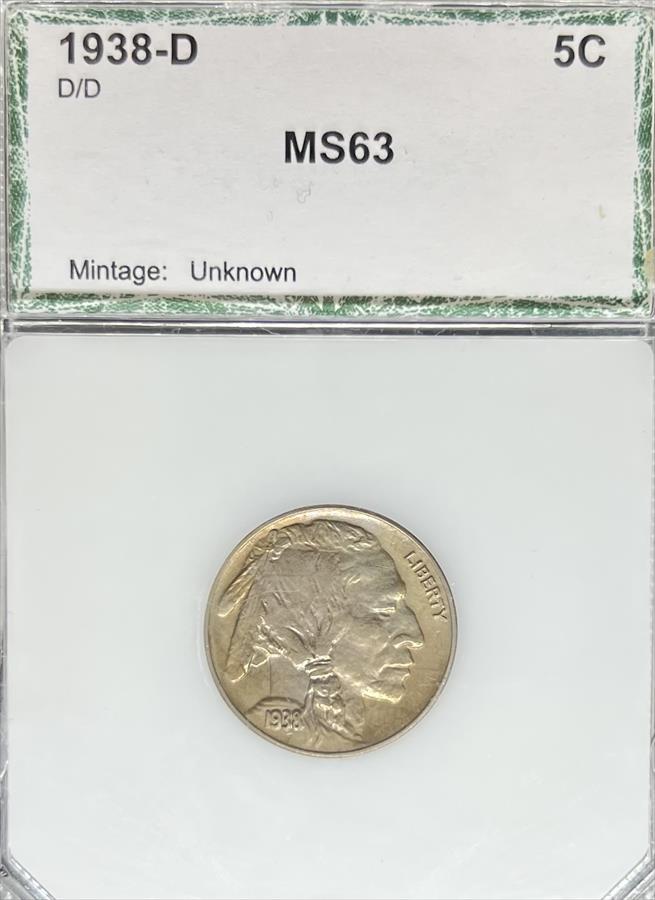 1938-D 5C
D/D
MS63
Mintage: Unknown
LIBERTY
1938